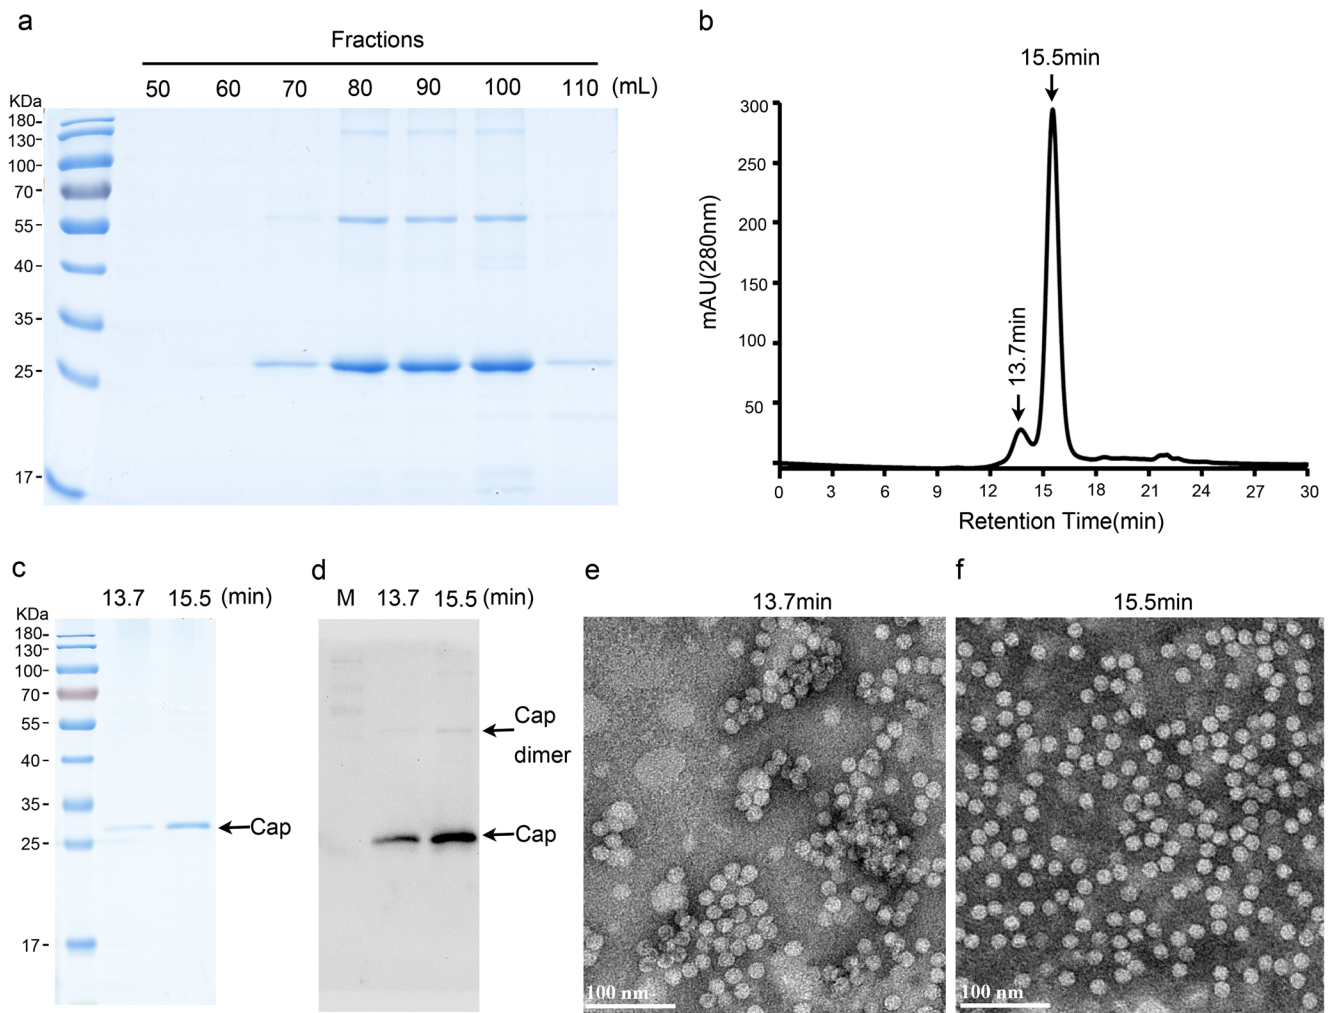 a
Fractions
50 60 70 80 90 100 110 (mL)
KDa
180-
130-
100-
70-
55-
40-
35-
25-
17-
b
15.5min
13.7min
mAU(280nm)
300
250
200
150
100
50
0 3 6 9 12 15 18 21 24 27 30
Retention Time(min)
c
13.7 15.5 (min)
KDa
180-
130-
100-
70-
55-
40-
35-
25-
17-
Cap
d
M 13.7 15.5 (min)
Cap
dimer
Cap
e
13.7min
100 nm
f
15.5min
100 nm